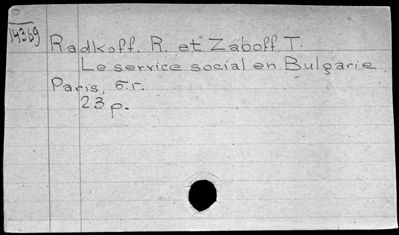 14369
Radkoff. R. et Zaboff. T.
Le service social en Bulgarie.
Paris, б.г.
23 p.